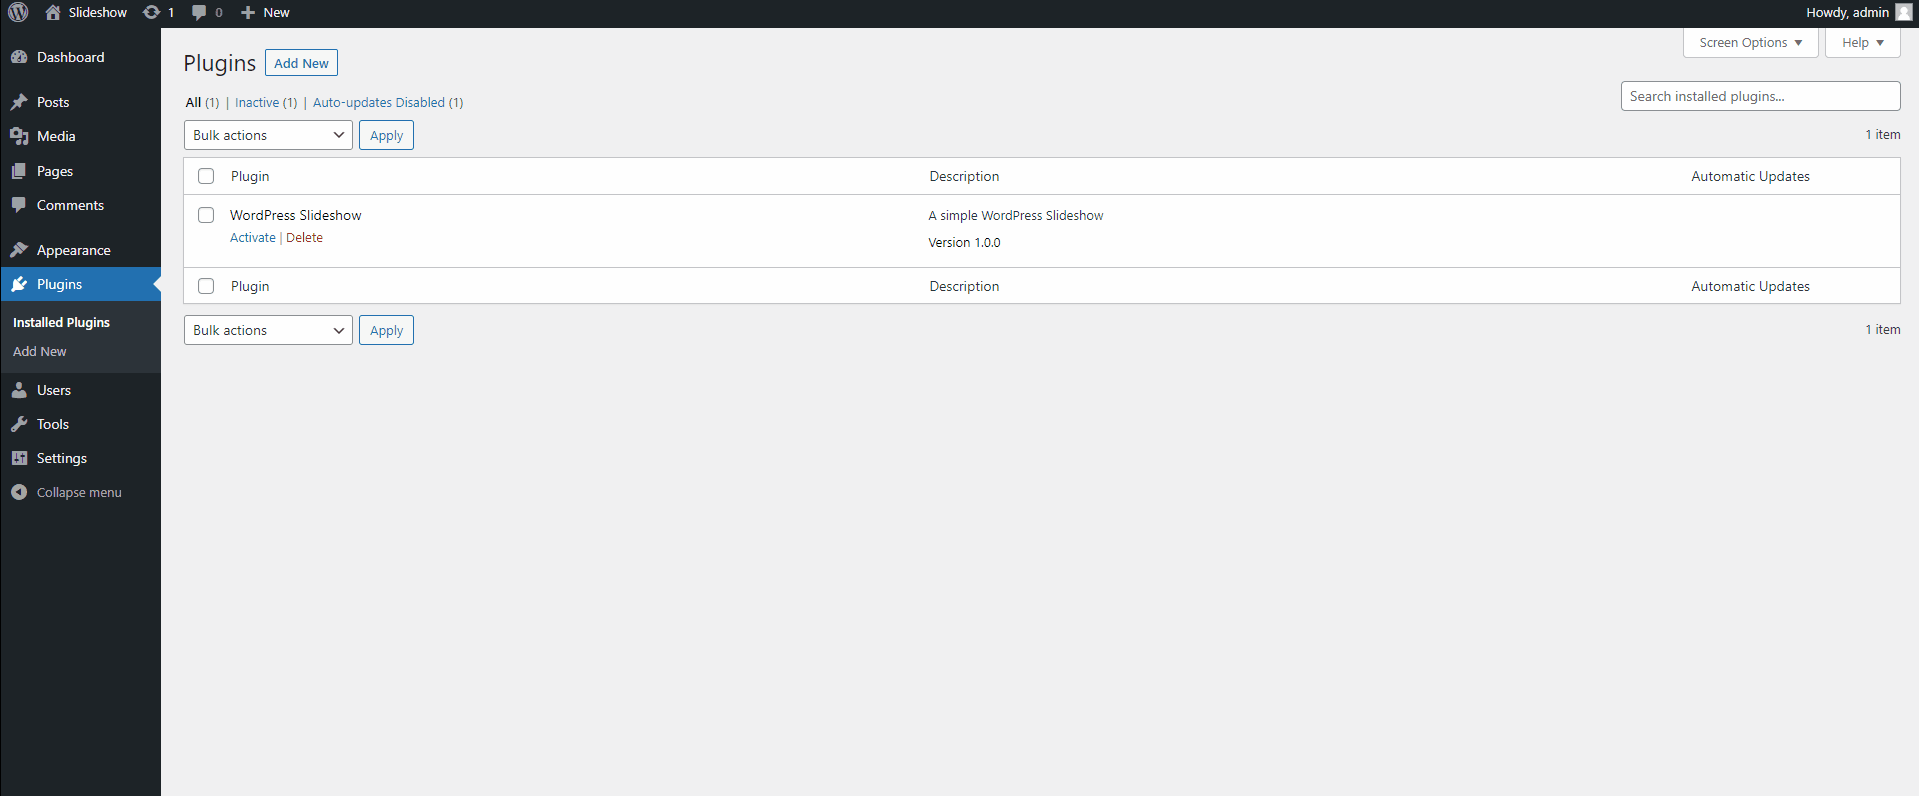 Slideshow 1 0 New Howdy, admin
Screen Options Help
Dashboard
Posts
Media
Pages
Comments
Appearance
Plugins
Installed Plugins
Add New
Users
Tools
Settings
Collapse menu
Plugins Add New
All (1) | Inactive (1) | Auto-updates Disabled (1)
Search installed plugins...
Bulk actions Apply 1 item
Plugin Description Automatic Updates
WordPress Slideshow A simple WordPress Slideshow
Activate | Delete Version 1.0.0
Plugin Description Automatic Updates
Bulk actions Apply 1 item